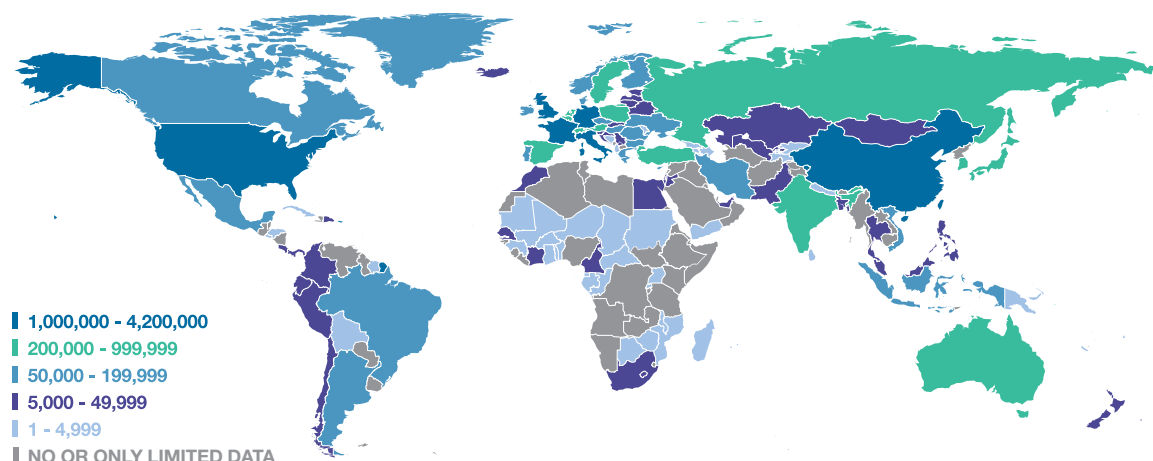 1,000,000 - 4,200,000
200,000 - 999,999
50,000 - 199,999
5,000 - 49,999
1 - 4,999
NO OR ONLY LIMITED DATA